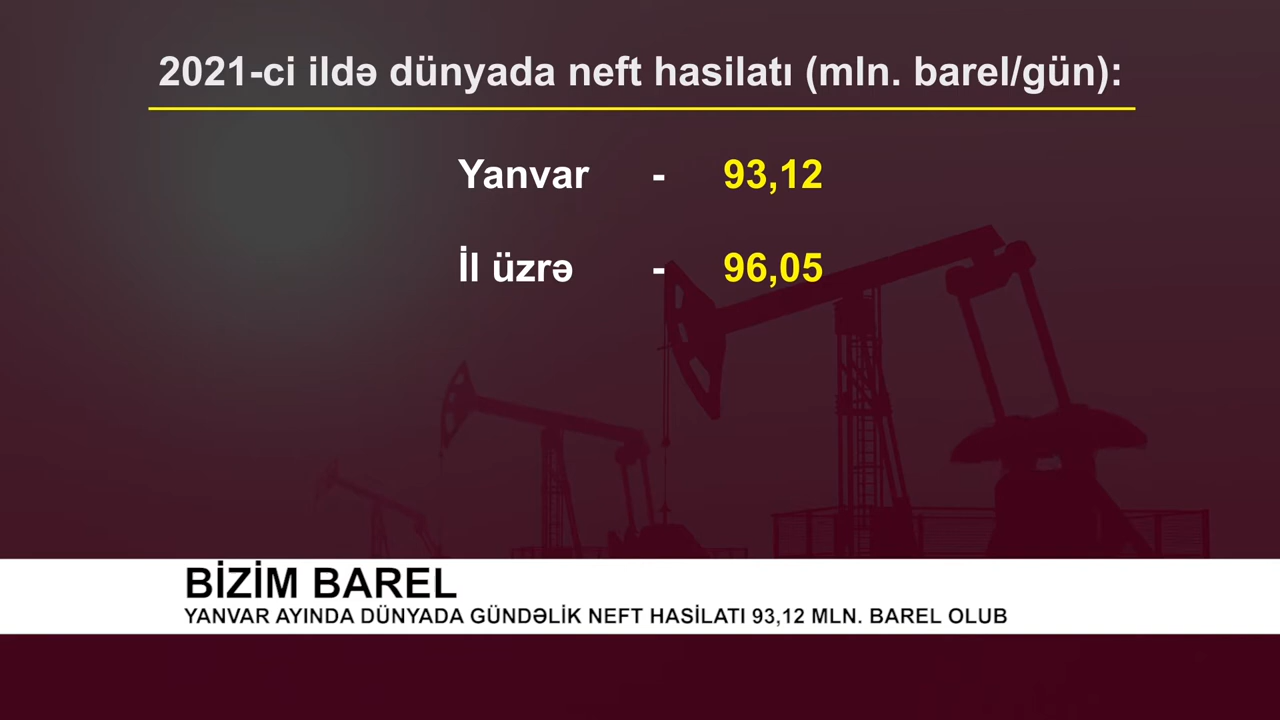 2021-ci ildə dünyada neft hasilatı (mln. barel/gün):
Yanvar - 93,12
İl üzrə - 96,05
BİZİM BAREL
YANVAR AYINDA DÜNYADA GÜNDƏLİK NEFT HASİLATI 93,12 MLN. BAREL OLUB